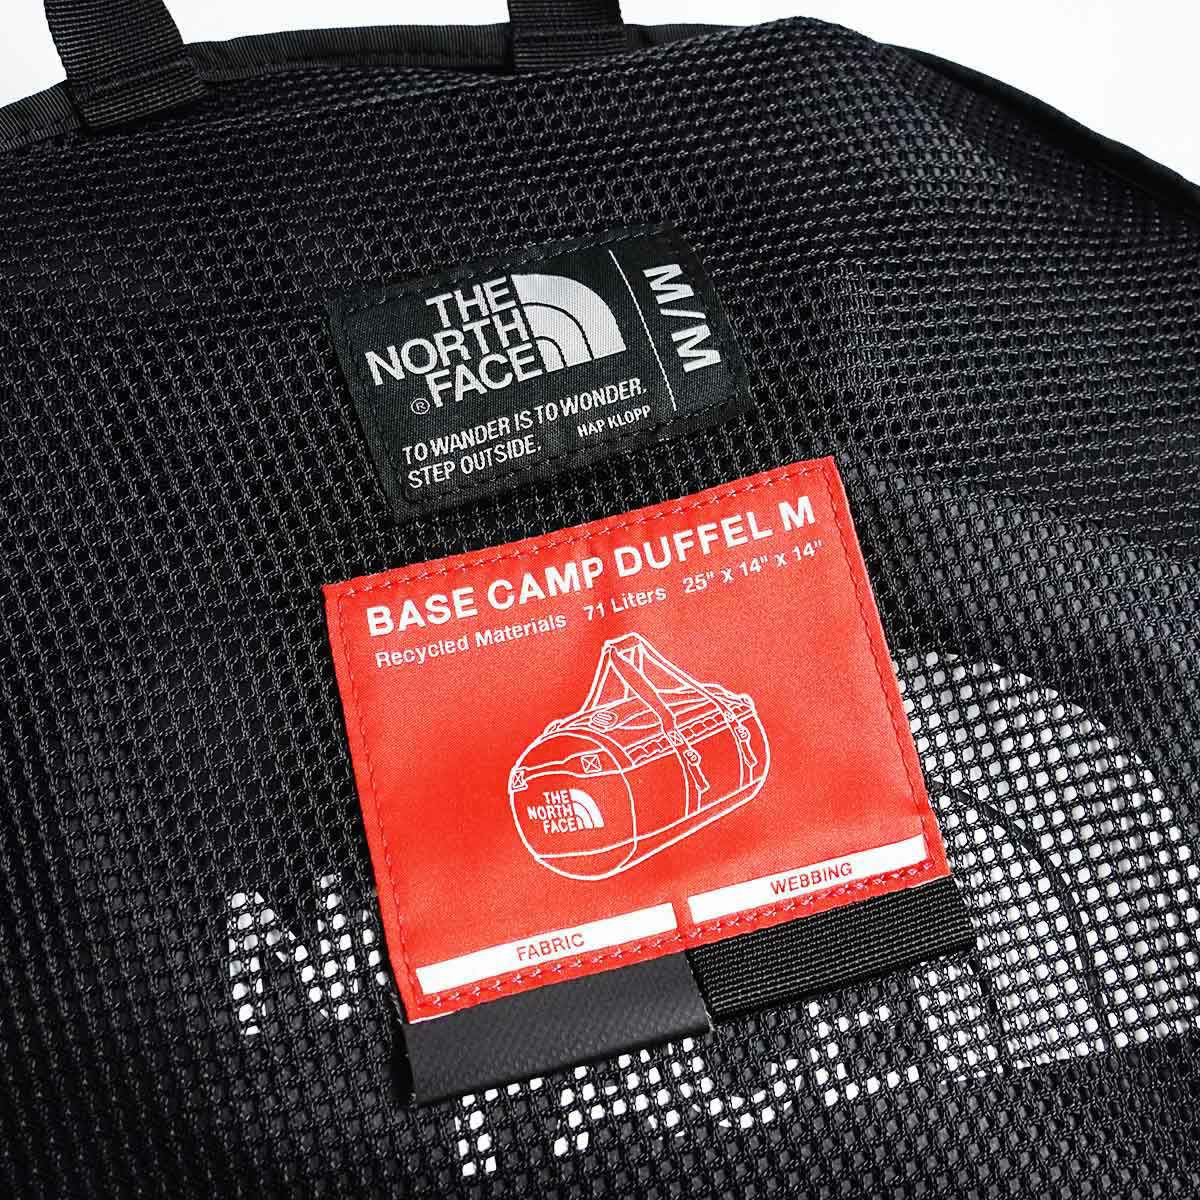 THE
NORTH
FACE
®
M/M
TO WANDER IS TO WONDER.
STEP OUTSIDE. HAP KLOPP
BASE CAMP DUFFEL M
Recycled Materials 71 Liters 25" x 14" x 14"
THE
NORTH
FACE
FABRIC
WEBBING